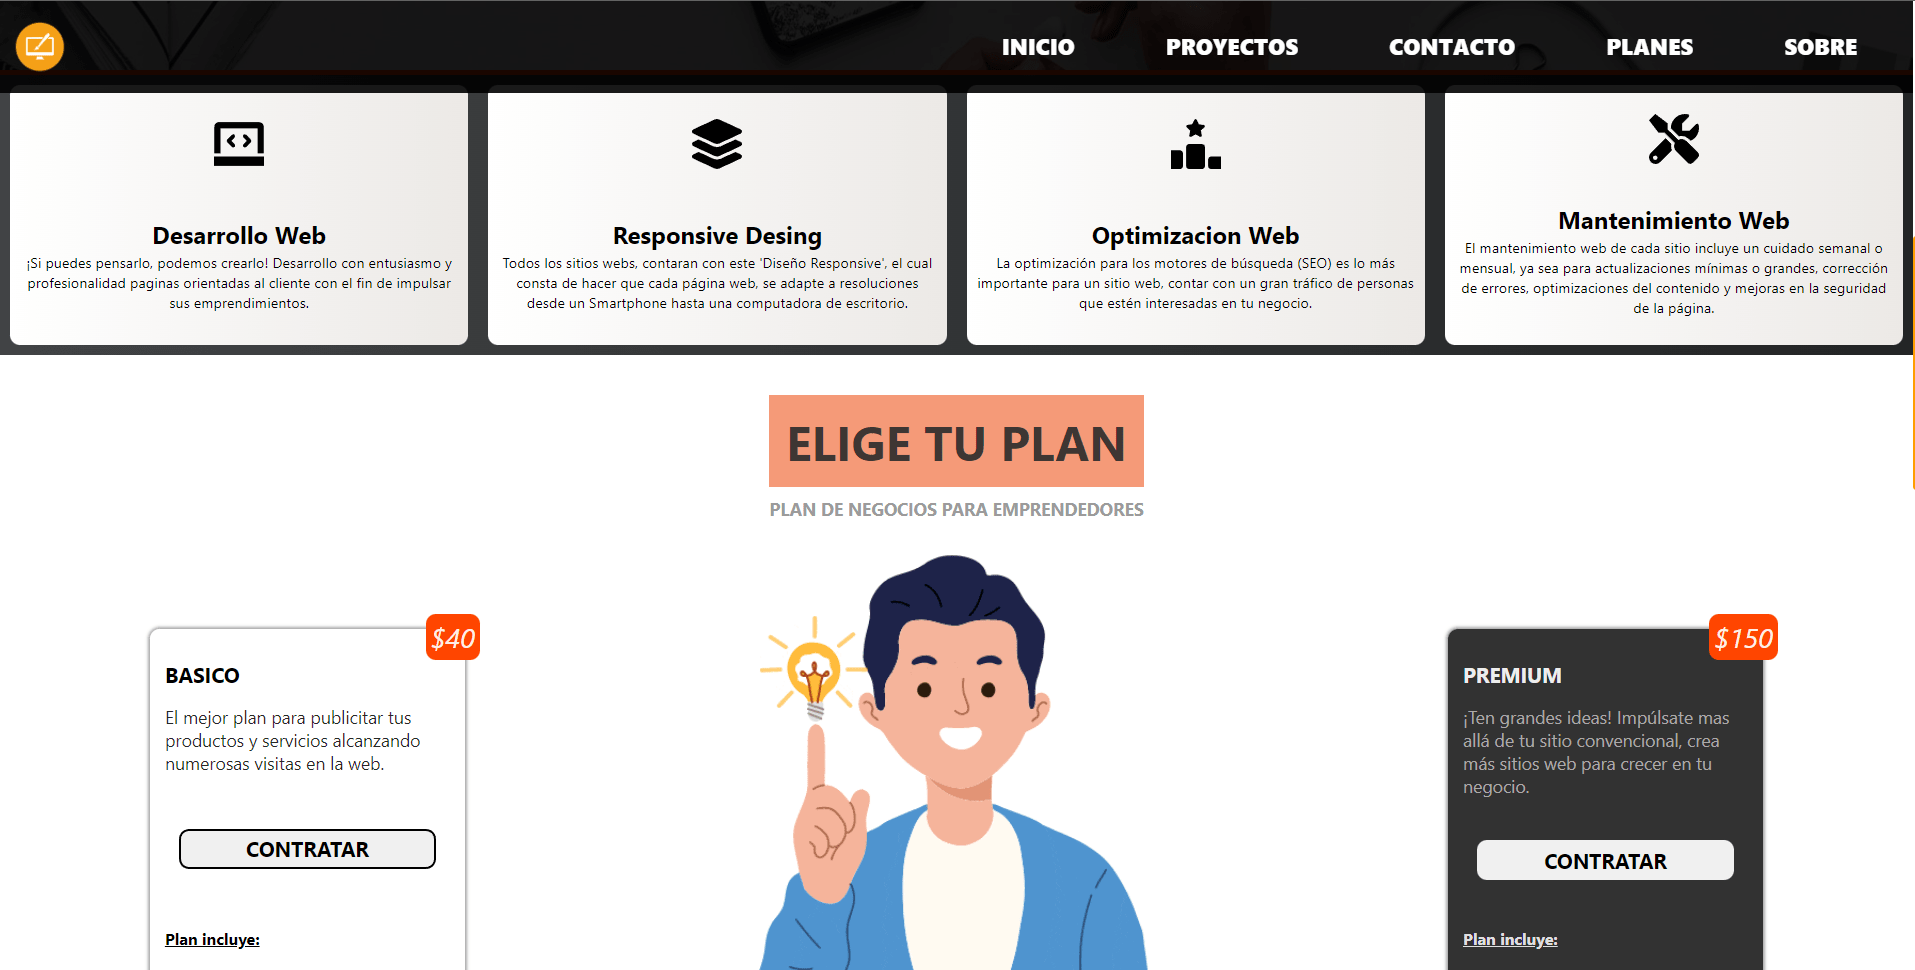 INICIO PROYECTOS CONTACTO PLANES SOBRE
Desarrollo Web
¡Si puedes pensarlo, podemos crearlo! Desarrollo con entusiasmo y
profesionalidad paginas orientadas al cliente con el fin de impulsar
sus emprendimientos.
Responsive Desing
Todos los sitios webs, contaran con este 'Diseño Responsive', el cual
consta de hacer que cada página web, se adapte a resoluciones
desde un Smartphone hasta una computadora de escritorio.
Optimizacion Web
La optimización para los motores de búsqueda (SEO) es lo más
importante para un sitio web, contar con un gran tráfico de personas
que estén interesadas en tu negocio.
Mantenimiento Web
El mantenimiento web de cada sitio incluye un cuidado semanal o
mensual, ya sea para actualizaciones mínimas o grandes, corrección
de errores, optimizaciones del contenido y mejoras en la seguridad
de la página.
ELIGE TU PLAN
PLAN DE NEGOCIOS PARA EMPRENDEDORES
$40
BASICO
El mejor plan para publicitar tus
productos y servicios alcanzando
numerosas visitas en la web.
CONTRATAR
Plan incluye:
$150
PREMIUM
¡Ten grandes ideas! Impúlsate mas
allá de tu sitio convencional, crea
más sitios web para crecer en tu
negocio.
CONTRATAR
Plan incluye: